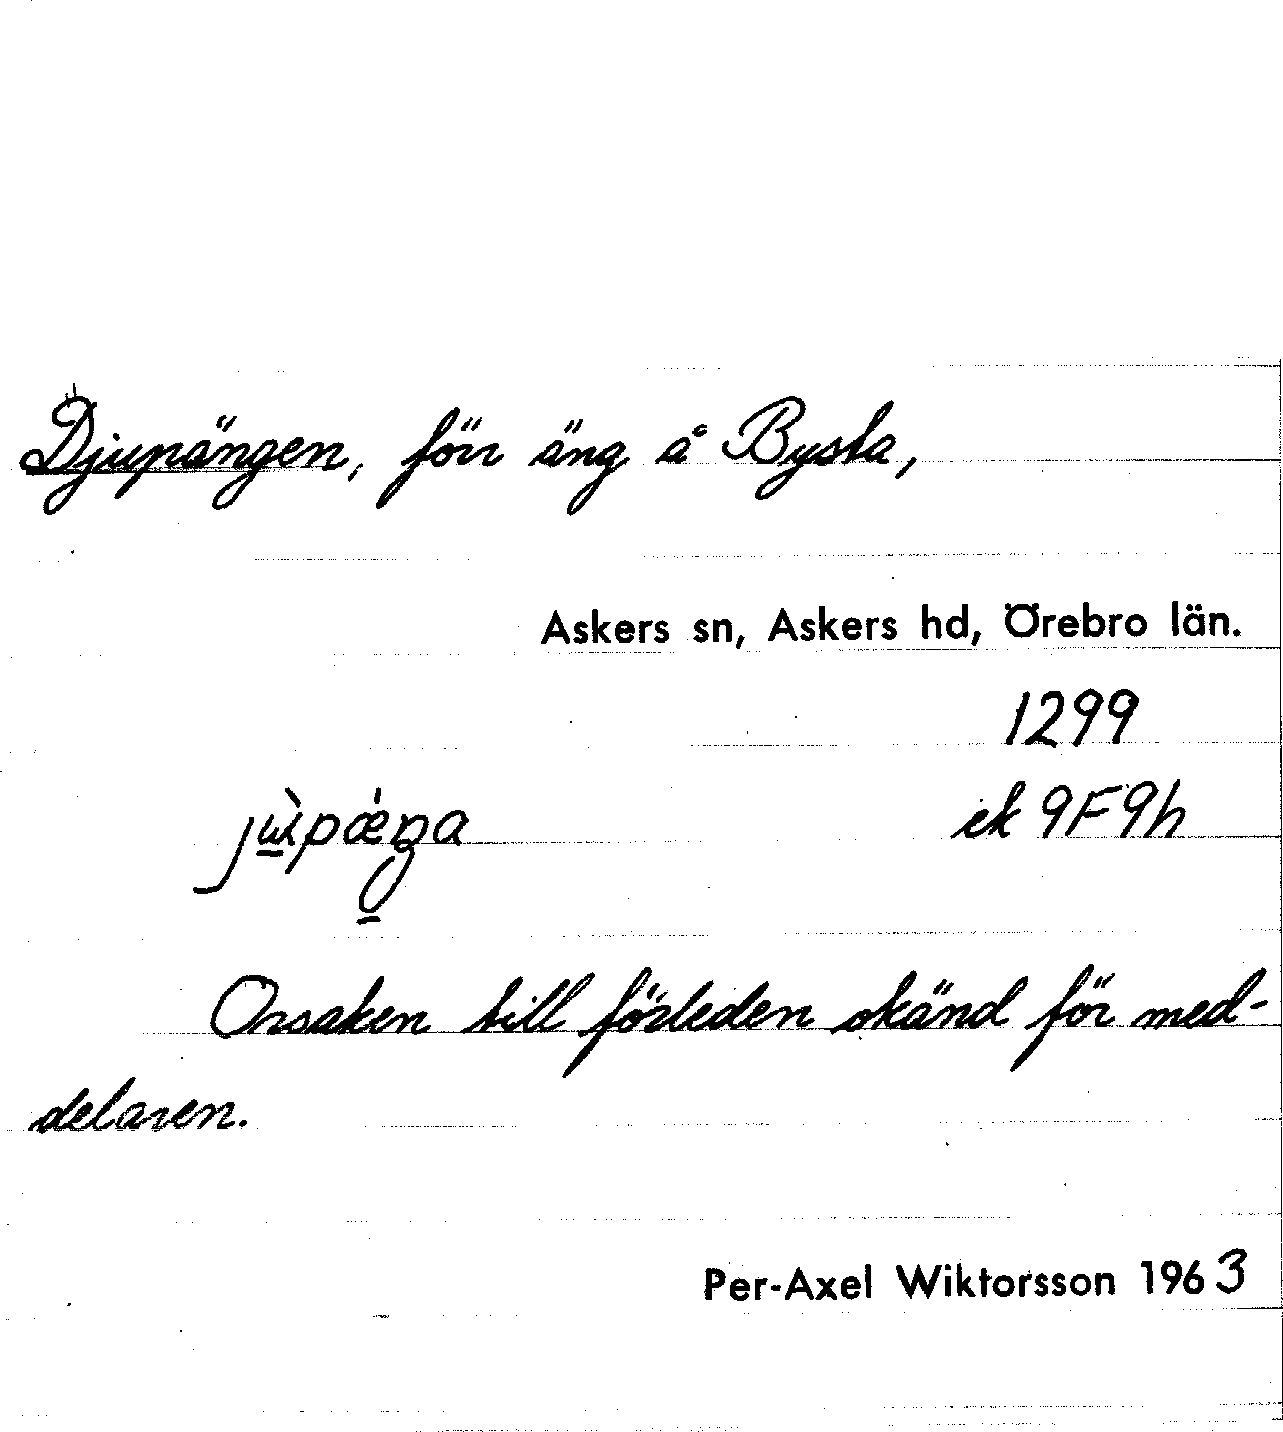 Djupängen, förr äng å Bysta,
Askers sn, Askers hd, Örebro län.
1299
ek 9F9h
Orsaken till förleden okänd för med-
delaren.
Per-Axel Wiktorsson 1963